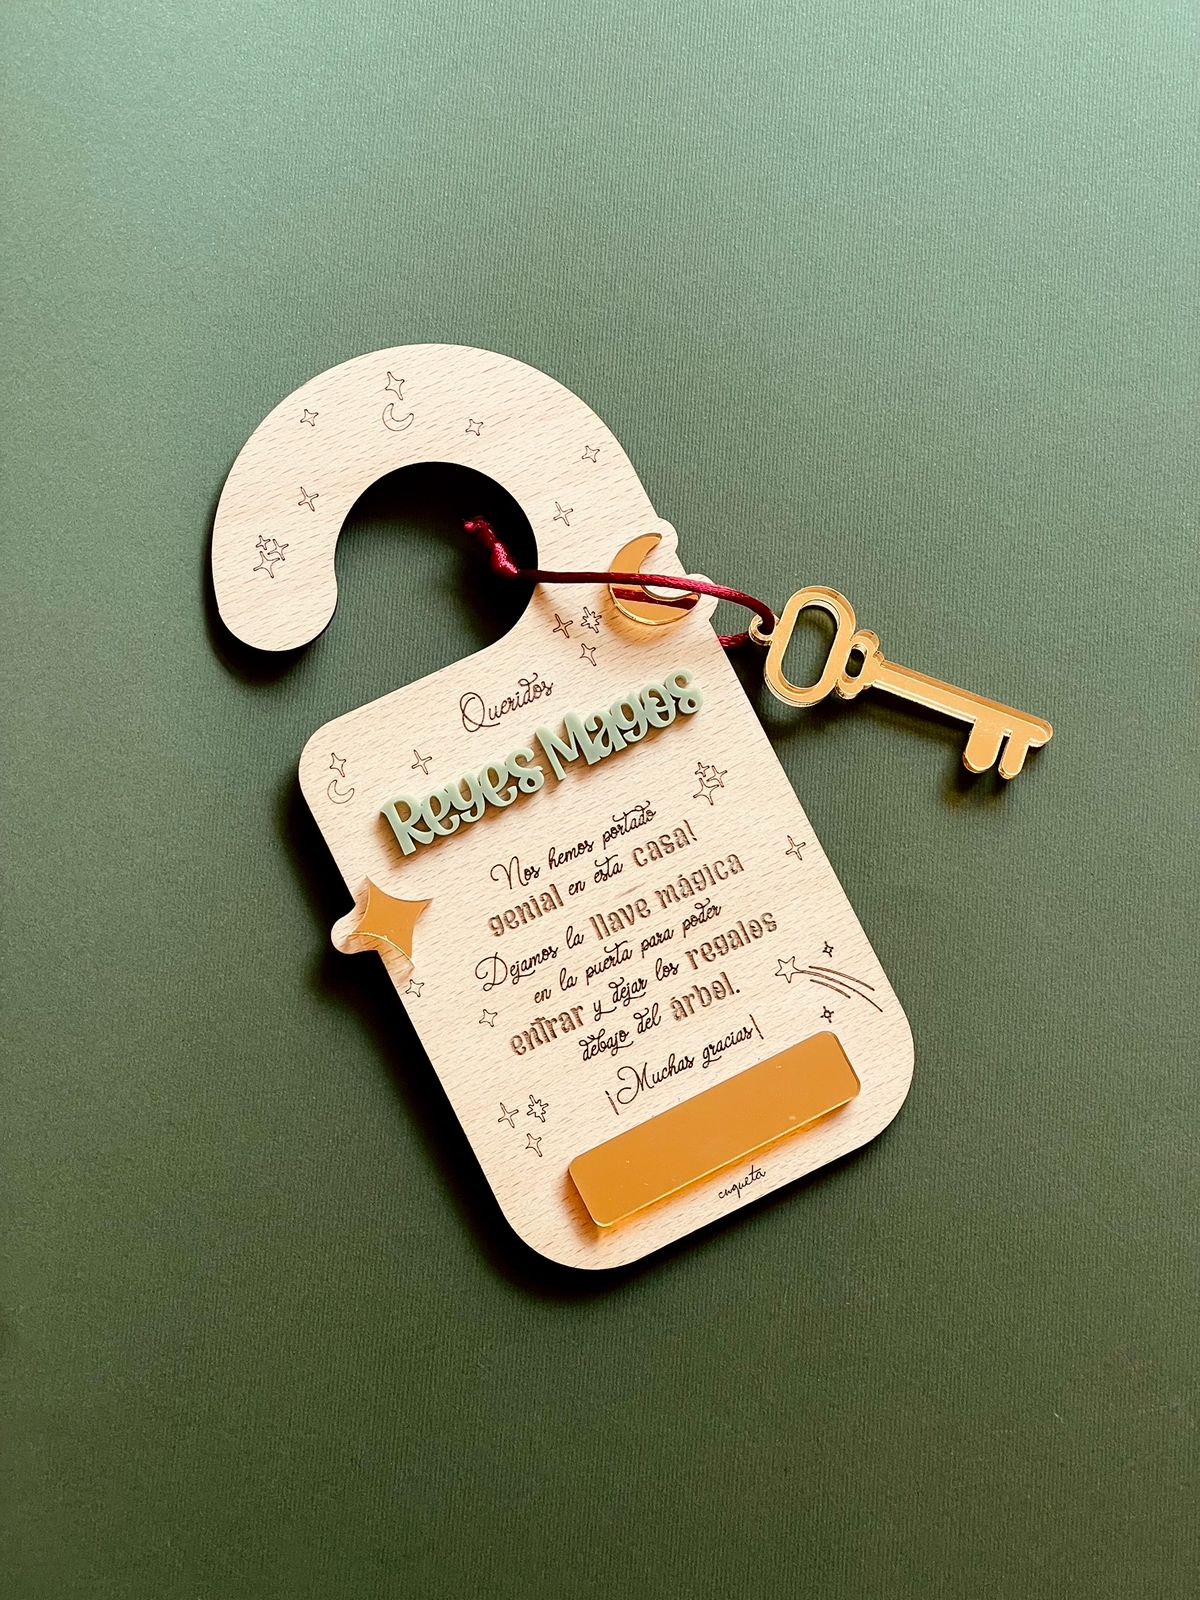 Queridos
Reyes Magos
Nos hemos portado
genial en esta casa!
Dejamos la llave mágica
en la puerta para poder
entrar y dejar los regalos
debajo del árbol.
¡Muchas gracias!
cuqueta